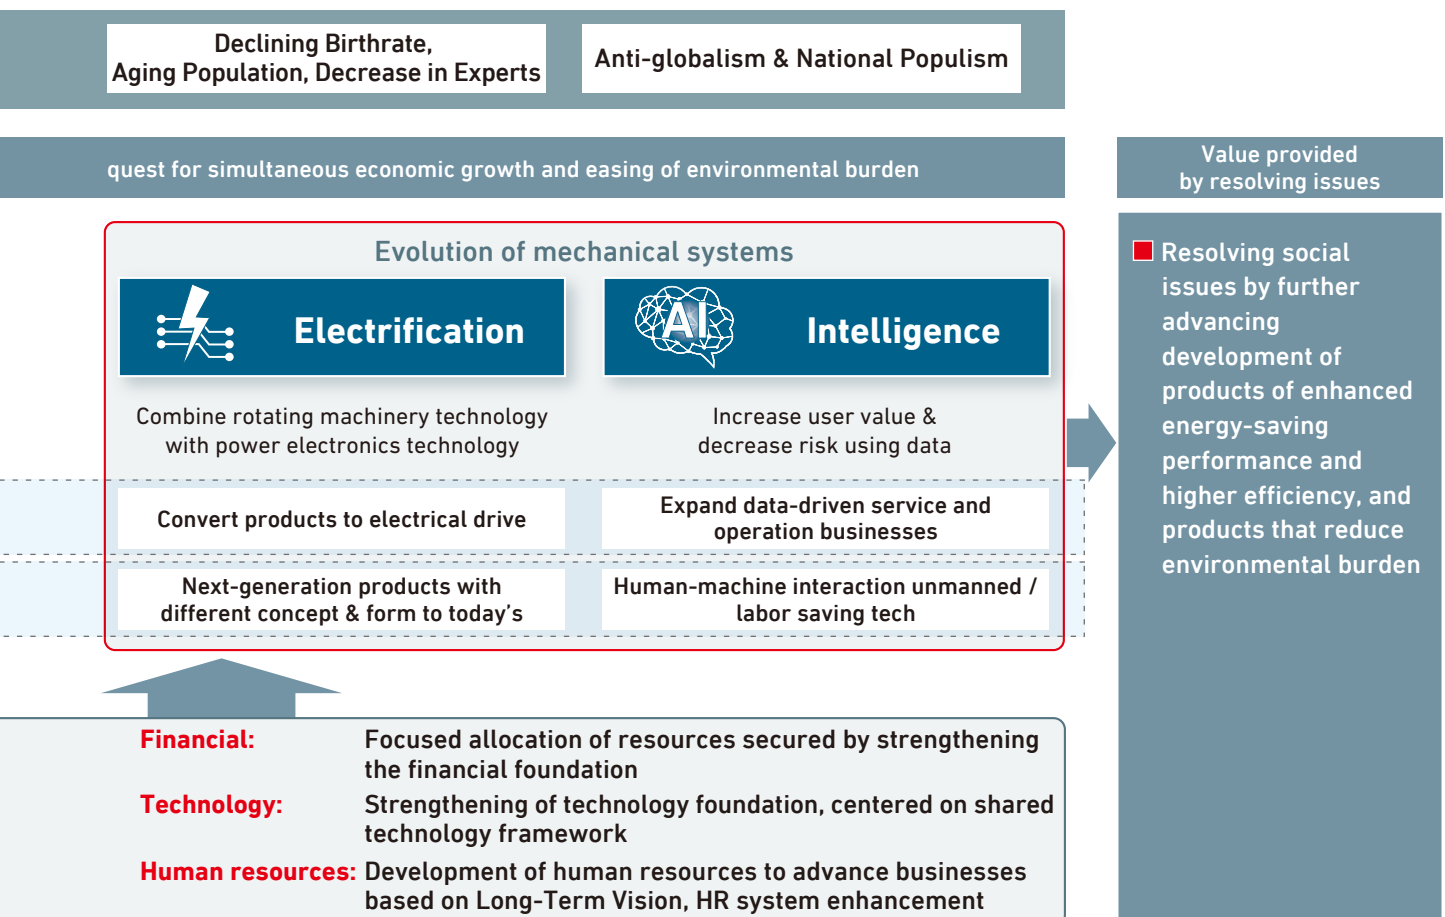 Declining Birthrate,
Aging Population, Decrease in Experts
Anti-globalism & National Populism
quest for simultaneous economic growth and easing of environmental burden
Value provided
by resolving issues
Evolution of mechanical systems
Electrification
AI
Intelligence
Combine rotating machinery technology
with power electronics technology
Increase user value &
decrease risk using data
Convert products to electrical drive
Expand data-driven service and
operation businesses
Next-generation products with
different concept & form to today's
Human-machine interaction unmanned /
labor saving tech
Resolving social
issues by further
advancing
development of
products of enhanced
energy-saving
performance and
higher efficiency, and
products that reduce
environmental burden
Financial: Focused allocation of resources secured by strengthening
the financial foundation
Technology: Strengthening of technology foundation, centered on shared
technology framework
Human resources: Development of human resources to advance businesses
based on Long-Term Vision, HR system enhancement